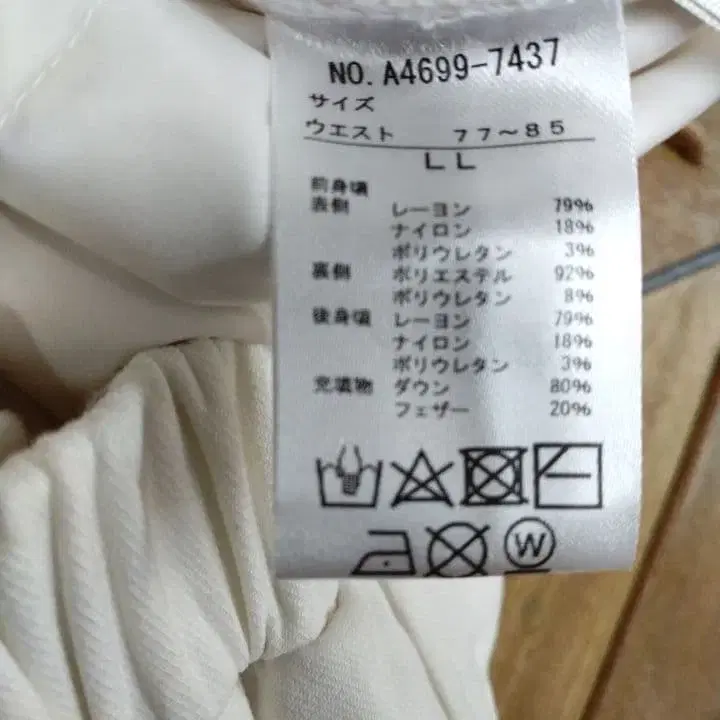 NO. A4699-7437
サイズ
ウエスト 77～85
LL
前身頃
表側 レーヨン 79%
ナイロン 18%
ポリウレタン 3%
裏側 ポリエステル 92%
ポリウレタン 8%
後身頃 レーヨン 79%
ナイロン 18%
ポリウレタン 3%
充填物 ダウン 80%
フェザー 20%
W